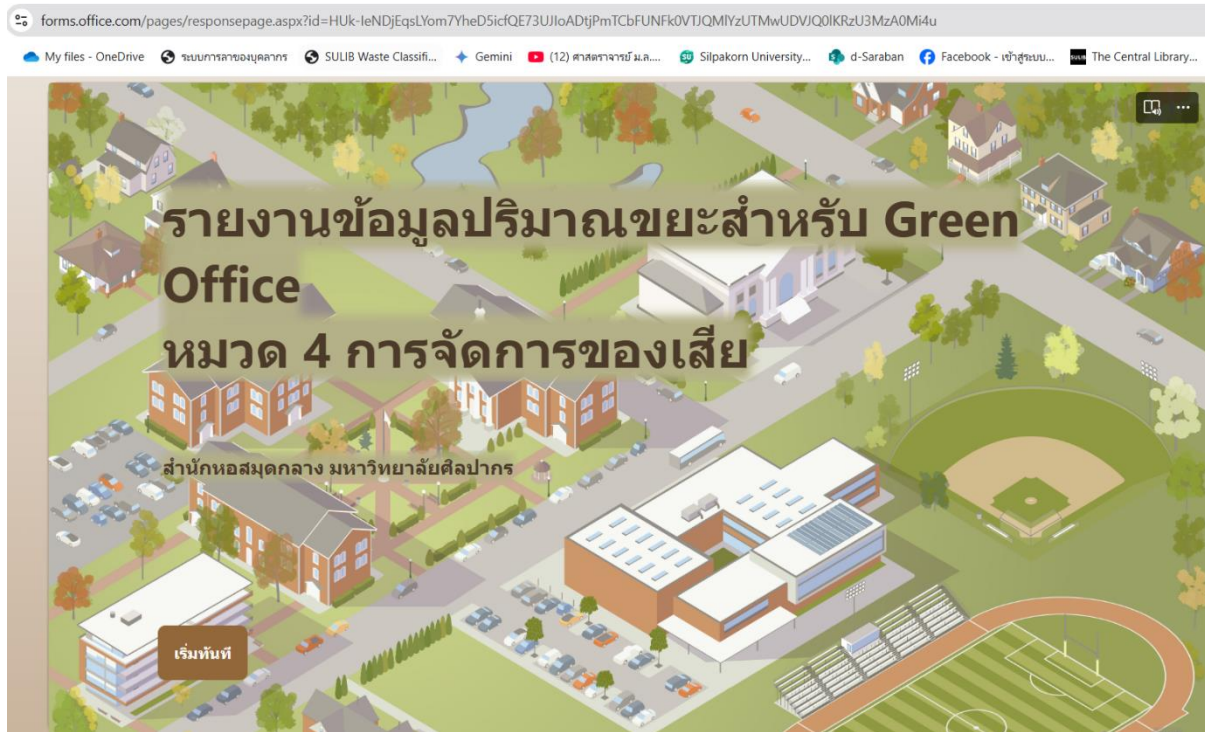 forms.office.com/pages/responsepage.aspx?id=HUk-IeNDjEqsLYom7YheD5icfQE73UJIoADtjPmTCbFUNFk0VTJQMlYzUTMwUDVJQ0lKRzU3MzA0Mi4u
My files - OneDrive ระบบการลาของบุคลากร SULIB Waste Classifi... Gemini (12) ศาสตราจารย์ ม.ล.... Silpakorn University... d-Saraban Facebook - เข้าสู่ระบบ... The Central Library...
รายงานข้อมูลปริมาณขยะสำหรับ Green
Office
หมวด 4 การจัดการของเสีย
สำนักหอสมุดกลาง มหาวิทยาลัยศิลปากร
เริ่มทันที